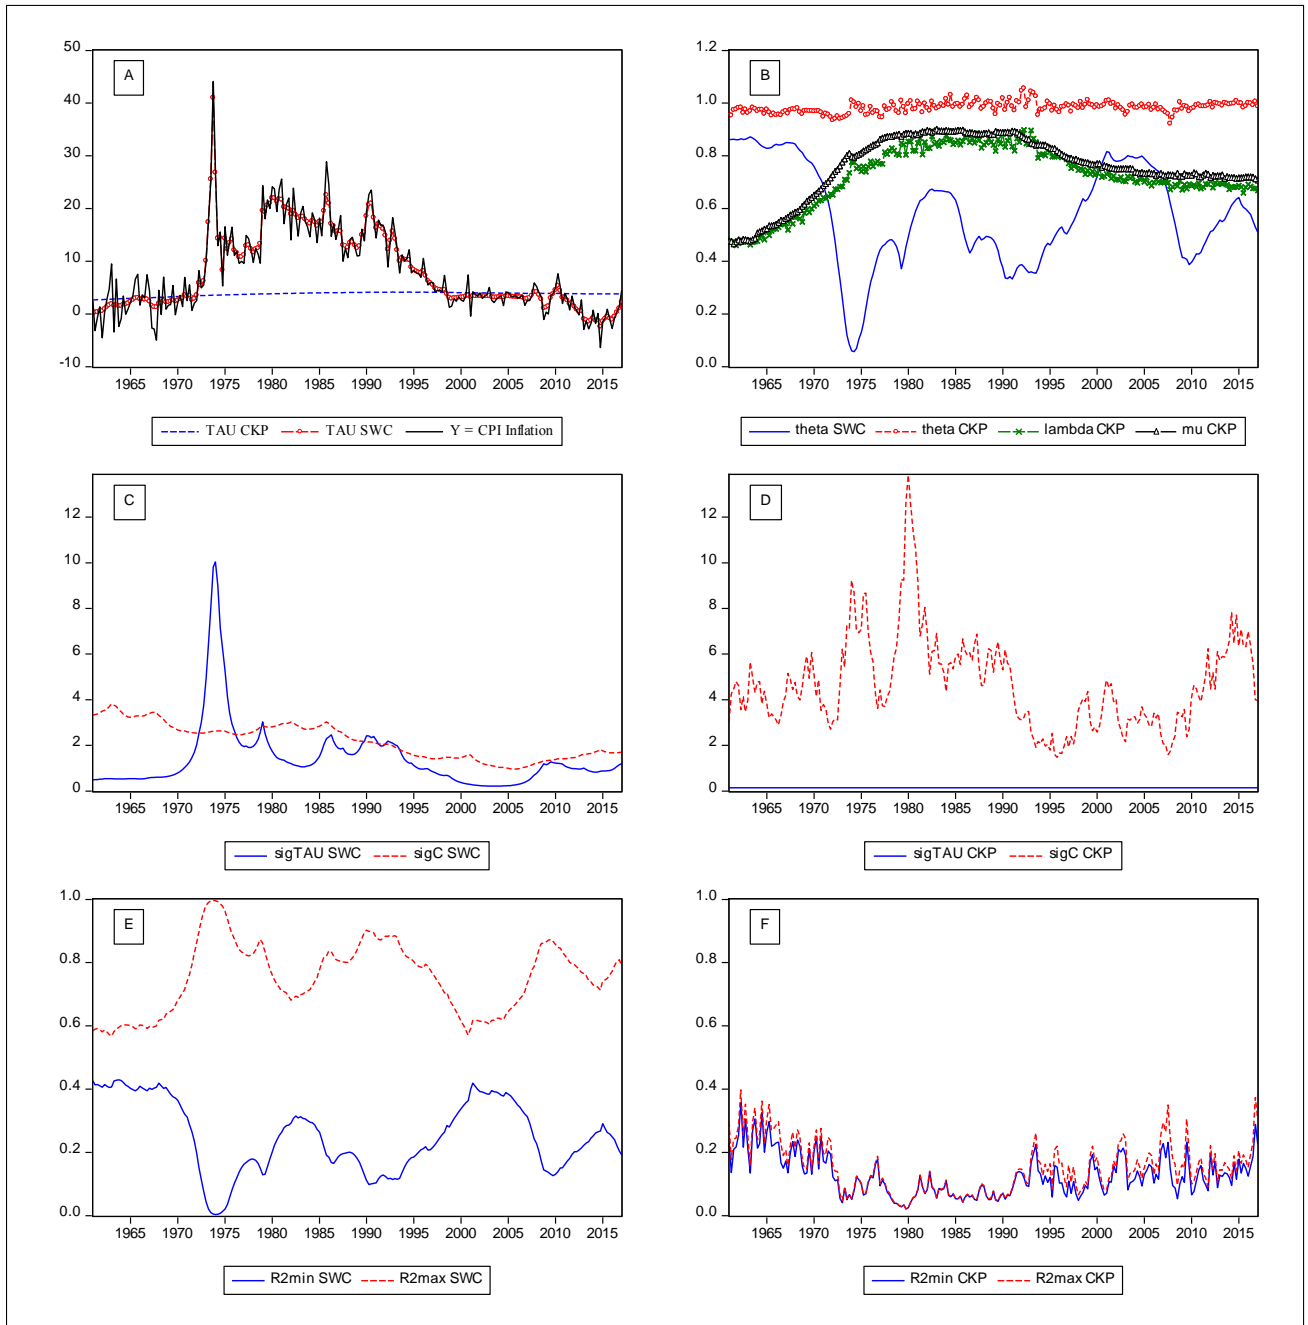 A
50
40
30
20
10
0
-10
1965 1970 1975 1980 1985 1990 1995 2000 2005 2010 2015
TAU CKP TAU SWC Y = CPI Inflation
B
1.2
1.0
0.8
0.6
0.4
0.2
0.0
1965 1970 1975 1980 1985 1990 1995 2000 2005 2010 2015
theta SWC theta CKP lambda CKP mu CKP
C
12
10
8
6
4
2
0
1965 1970 1975 1980 1985 1990 1995 2000 2005 2010 2015
sigTAU SWC sigC SWC
D
12
10
8
6
4
2
0
1965 1970 1975 1980 1985 1990 1995 2000 2005 2010 2015
sigTAU CKP sigC CKP
E
1.0
0.8
0.6
0.4
0.2
0.0
1965 1970 1975 1980 1985 1990 1995 2000 2005 2010 2015
R2min SWC R2max SWC
F
1.0
0.8
0.6
0.4
0.2
0.0
1965 1970 1975 1980 1985 1990 1995 2000 2005 2010 2015
R2min CKP R2max CKP